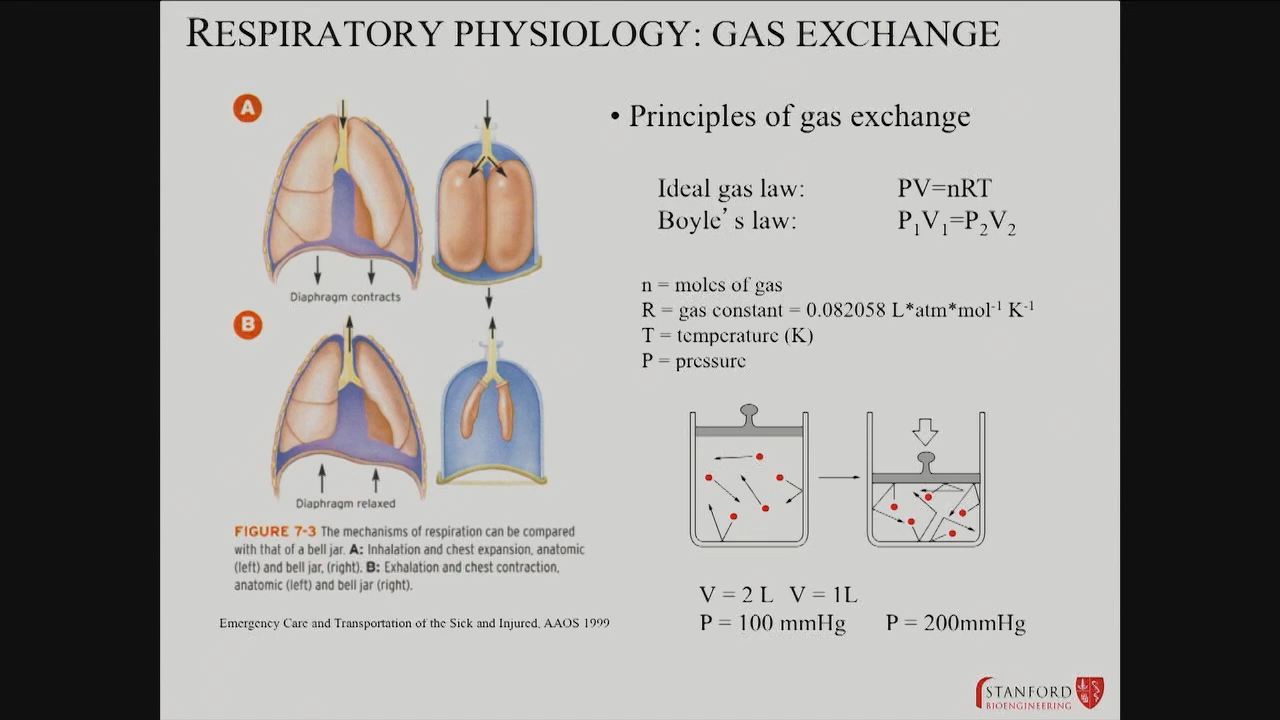 RESPIRATORY PHYSIOLOGY: GAS EXCHANGE
A
Diaphragm contracts
B
Diaphragm relaxed
FIGURE 7-3 The mechanisms of respiration can be compared
with that of a bell jar. A: Inhalation and chest expansion, anatomic
(left) and bell jar, (right). B: Exhalation and chest contraction,
anatomic (left) and bell jar (right).
Emergency Care and Transportation of the Sick and Injured, AAOS 1999
• Principles of gas exchange
Ideal gas law: PV=nRT
Boyle's law: P₁V₁=P₂V₂
n = moles of gas
R = gas constant = 0.082058 L*atm*mol⁻¹ K⁻¹
T = temperature (K)
P = pressure
V = 2 L V = 1L
P = 100 mmHg P = 200mmHg
STANFORD
BIOENGINEERING